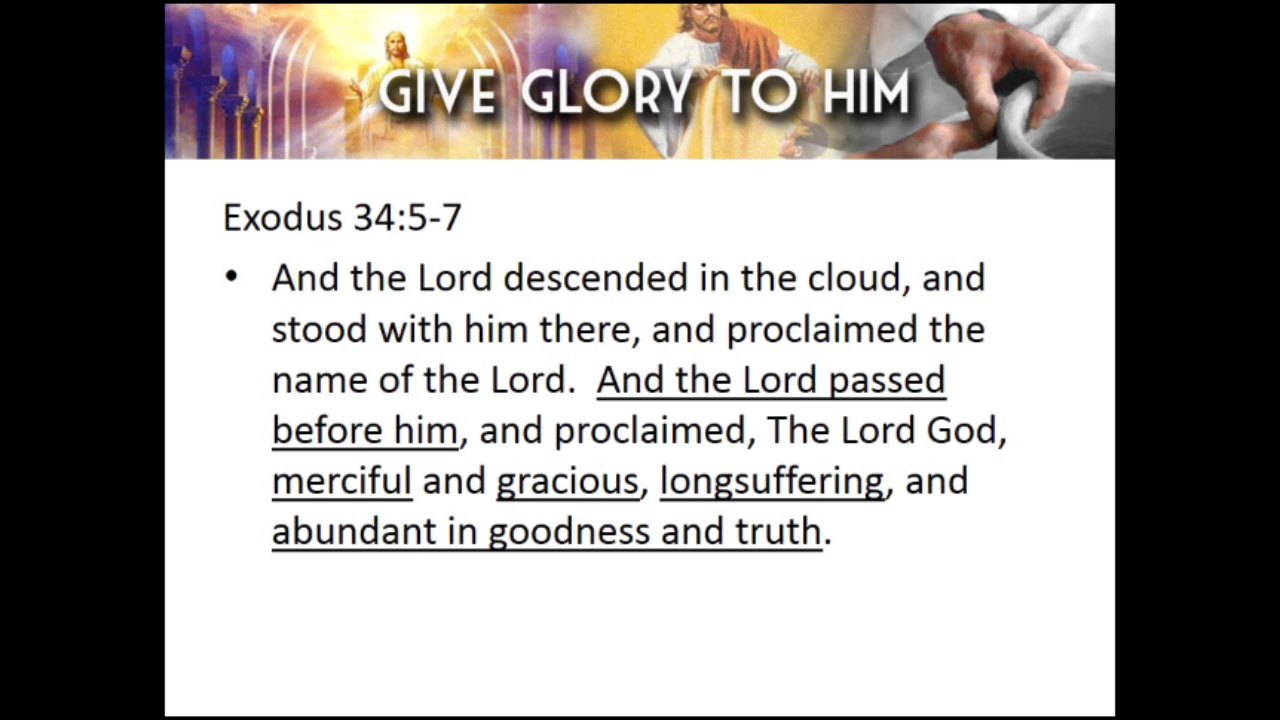 GIVE GLORY TO HIM
Exodus 34:5-7
• And the Lord descended in the cloud, and
stood with him there, and proclaimed the
name of the Lord.  And the Lord passed
before him, and proclaimed, The Lord God,
merciful and gracious, longsuffering, and
abundant in goodness and truth.